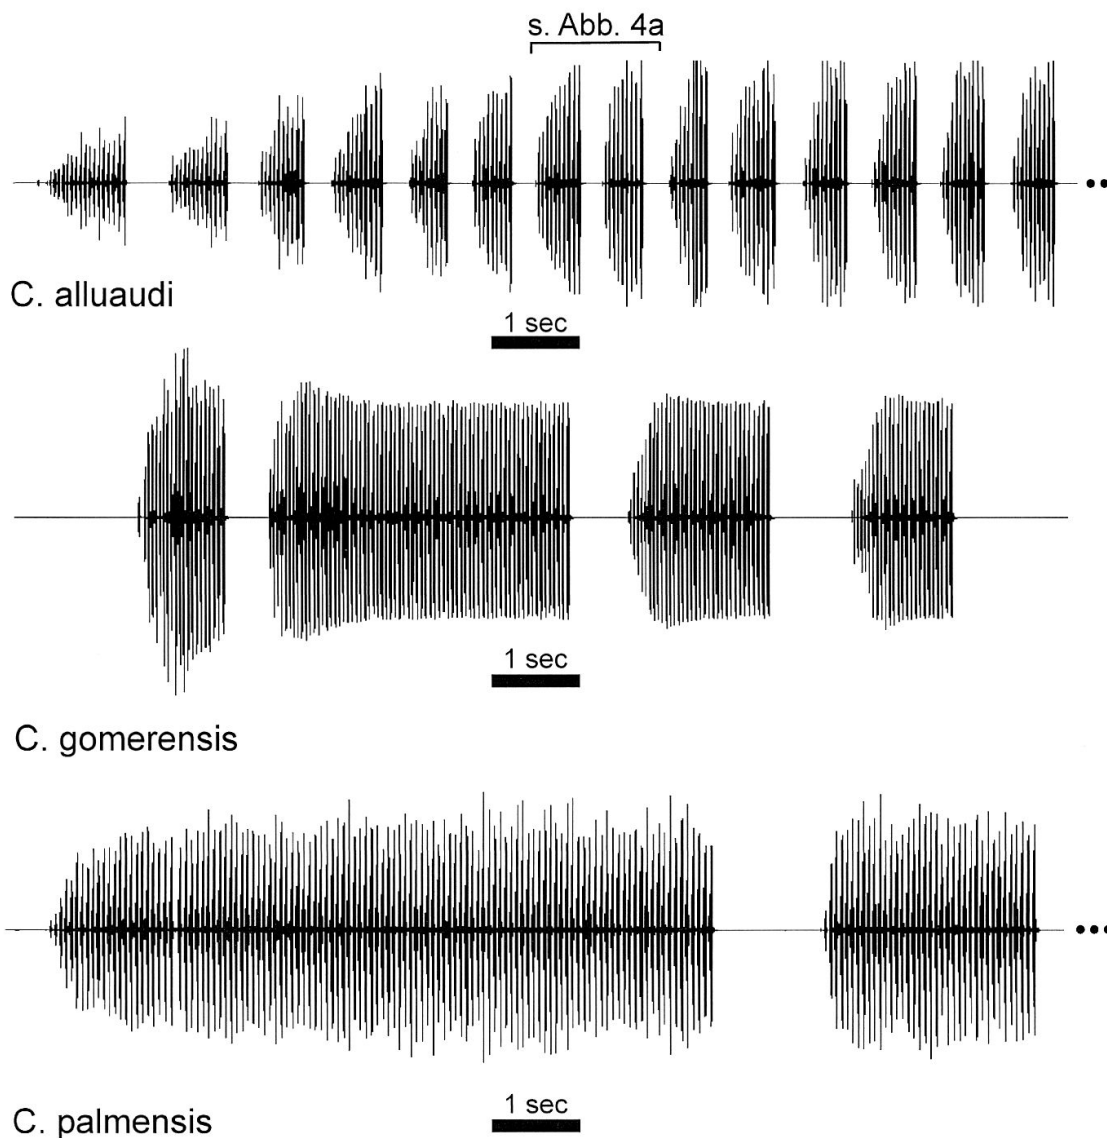 s. Abb. 4a
C. alluaudi
1 sec
1 sec
C. gomerensis
C. palmensis
1 sec